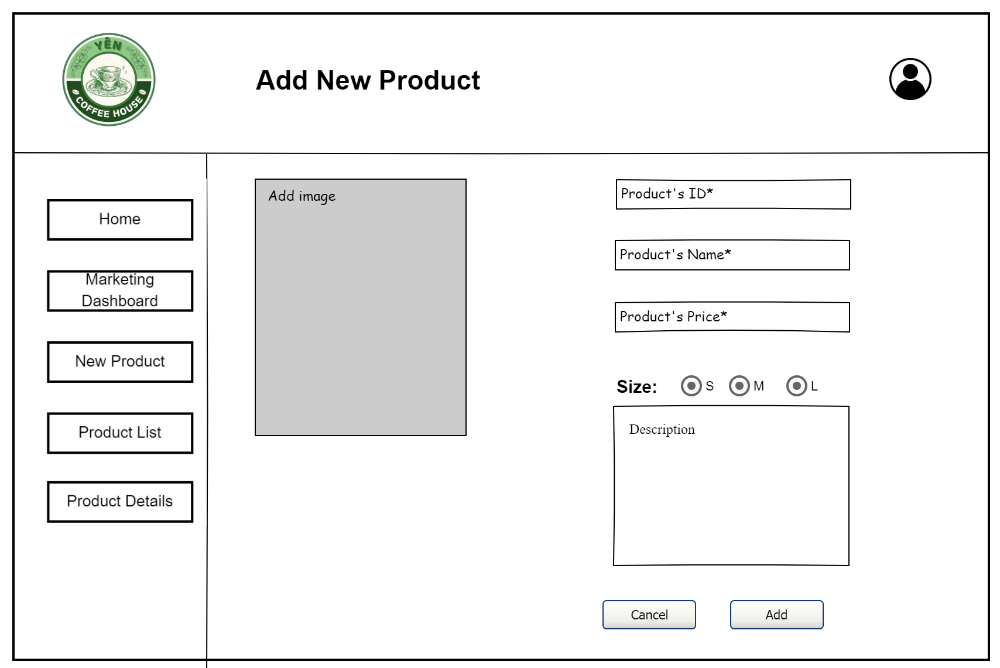 YÊN
COFFEE HOUSE
Add New Product
Home
Marketing
Dashboard
New Product
Product List
Product Details
Add image
Product's ID*
Product's Name*
Product's Price*
Size: S M L
Description
Cancel Add